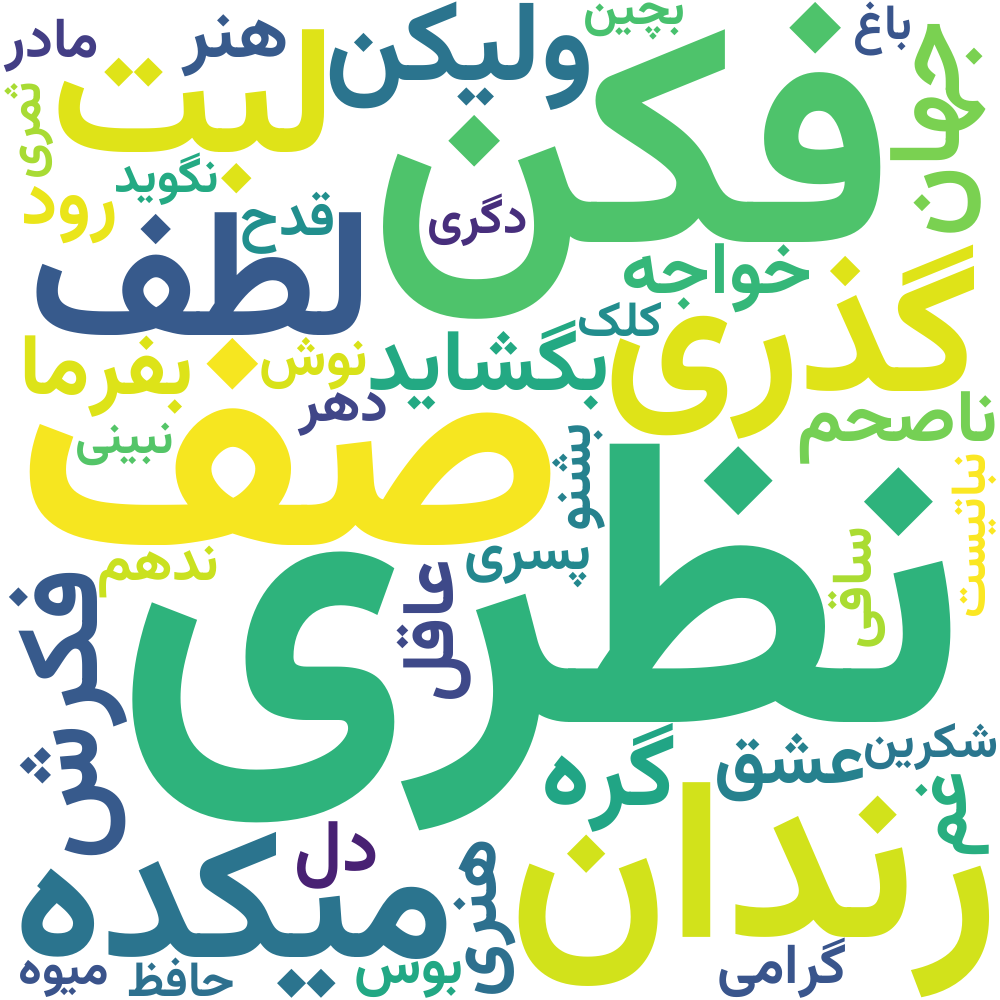 باغ
بچین
ولیکن
هنر
مادر
فکن
لبت
جهان
ثمری
نگوید
رود
قدح
دگری
لطف
خواجه
گذری
کلک
بگشاید
نوش
بفرما
دهر
ناصحم
نبینی
صف
بشنو
نظری
نباتیست
پسری
ندهم
ساقی
عاقل
فکرش
شکرین
عشق
گره
غم
رندان
دل
میکده
هنری
گرامی
بوس
حافظ
میوه